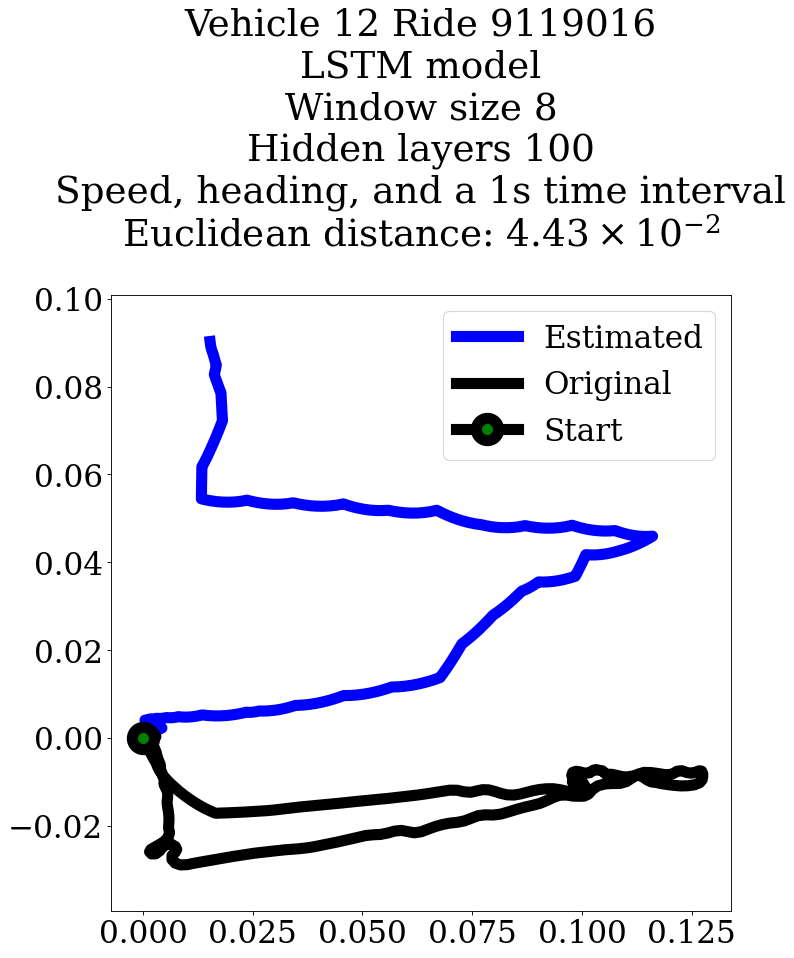 Vehicle 12 Ride 9119016
LSTM model
Window size 8
Hidden layers 100
Speed, heading, and a 1s time interval
Euclidean distance: 4.43 × 10⁻²
Estimated
Original
Start
0.10
0.08
0.06
0.04
0.02
0.00
−0.02
0.000 0.025 0.050 0.075 0.100 0.125